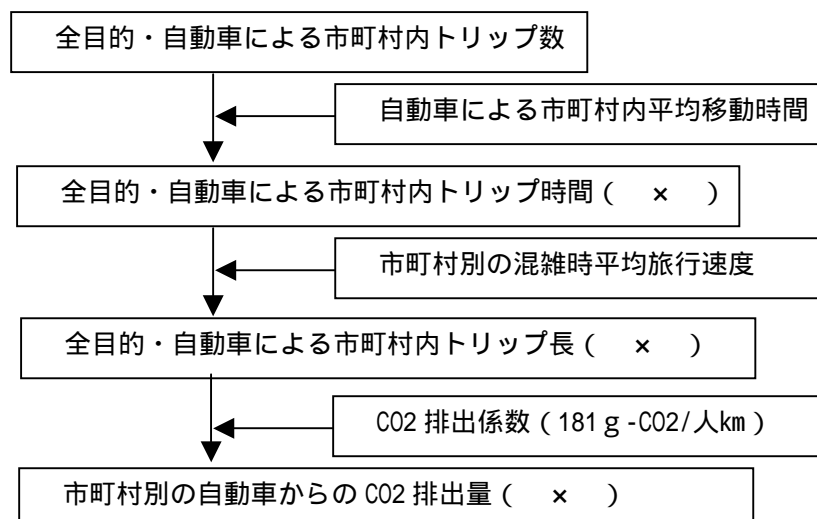 全目的・自動車による市町村内トリップ数
自動車による市町村内平均移動時間
全目的・自動車による市町村内トリップ時間（　×　）
市町村別の混雑時平均旅行速度
全目的・自動車による市町村内トリップ長（　×　）
CO2 排出係数（181ｇ-CO2/人㎞）
市町村別の自動車からの CO2 排出量（　×　）